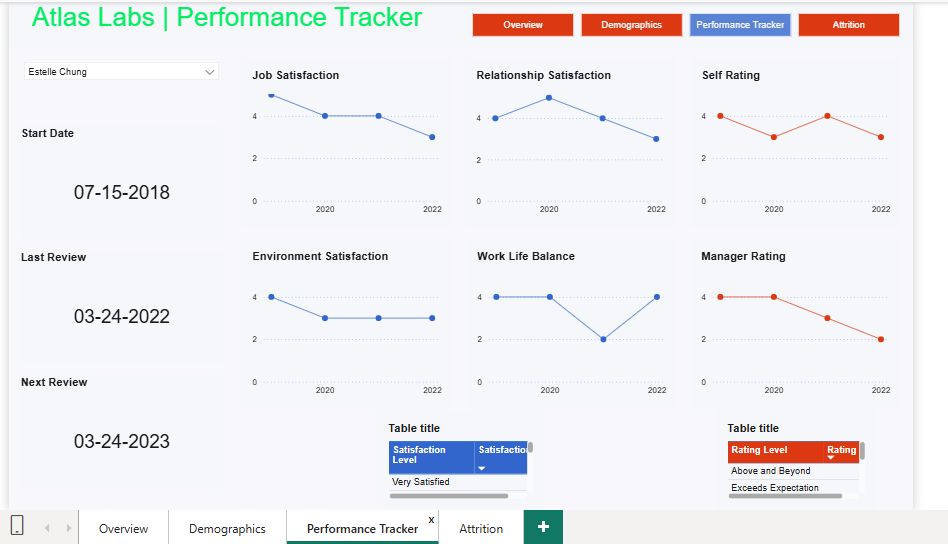 Atlas Labs | Performance Tracker
Overview
Demographics
Performance Tracker
Attrition
Estelle Chung
Start Date
07-15-2018
Last Review
03-24-2022
Next Review
03-24-2023
Job Satisfaction
4
2
0
2020 2022
Relationship Satisfaction
4
2
0
2020 2022
Self Rating
4
2
0
2020 2022
Environment Satisfaction
4
2
0
2020 2022
Work Life Balance
4
2
0
2020 2022
Manager Rating
4
2
0
2020 2022
Table title
Satisfaction
Level
Very Satisfied
Table title
Rating Level Rating
Above and Beyond
Exceeds Expectation
Overview
Demographics
Performance Tracker x
Attrition
+